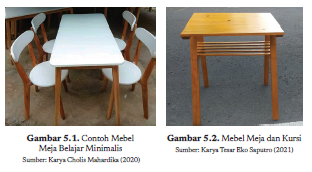 Gambar 5.1. Contoh Mebel
Meja Belajar Minimalis
Sumber: Karya Cholis Mahardika (2020)
Gambar 5.2. Mebel Meja dan Kursi
Sumber: Karya Tesar Eko Saputro (2021)